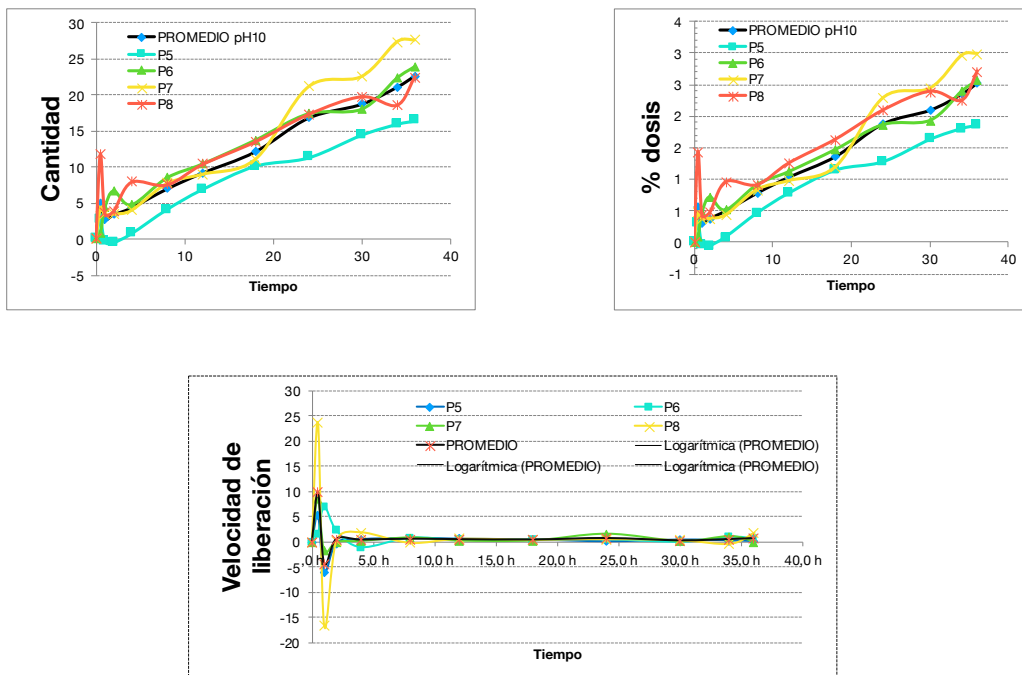 30
25
20
15
10
5
0
-5
Cantidad
PROMEDIO pH10
P5
P6
P7
P8
0
10
20
30
40
Tiempo
4
3
3
2
2
1
1
0
-1
% dosis
PROMEDIO pH10
P5
P6
P7
P8
0
10
20
30
40
Tiempo
30
25
20
15
10
5
0
-5
-10
-15
-20
Velocidad de
liberación
P5
P6
P7
P8
PROMEDIO
Logarítmica (PROMEDIO)
Logarítmica (PROMEDIO)
Logarítmica (PROMEDIO)
,0 h
5,0 h
10,0 h
15,0 h
20,0 h
25,0 h
30,0 h
35,0 h
40,0 h
Tiempo